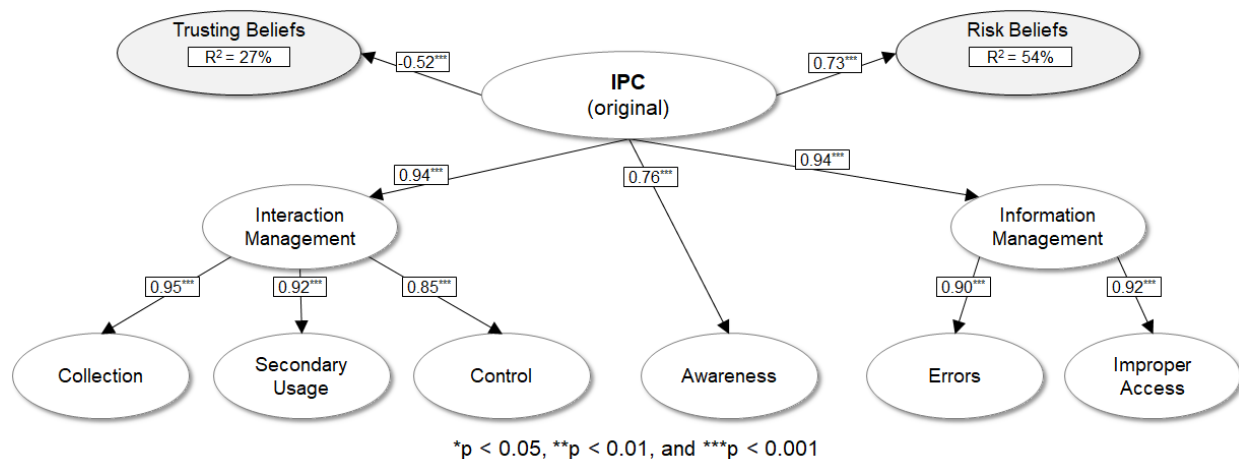 Trusting Beliefs
R² = 27%
Risk Beliefs
R² = 54%
-0.52***
IPC
(original)
0.73***
0.94***
0.76***
0.94***
Interaction
Management
Information
Management
0.95***
0.92***
0.85***
0.90***
0.92***
Collection
Secondary
Usage
Control
Awareness
Errors
Improper
Access
*p < 0.05, **p < 0.01, and ***p < 0.001